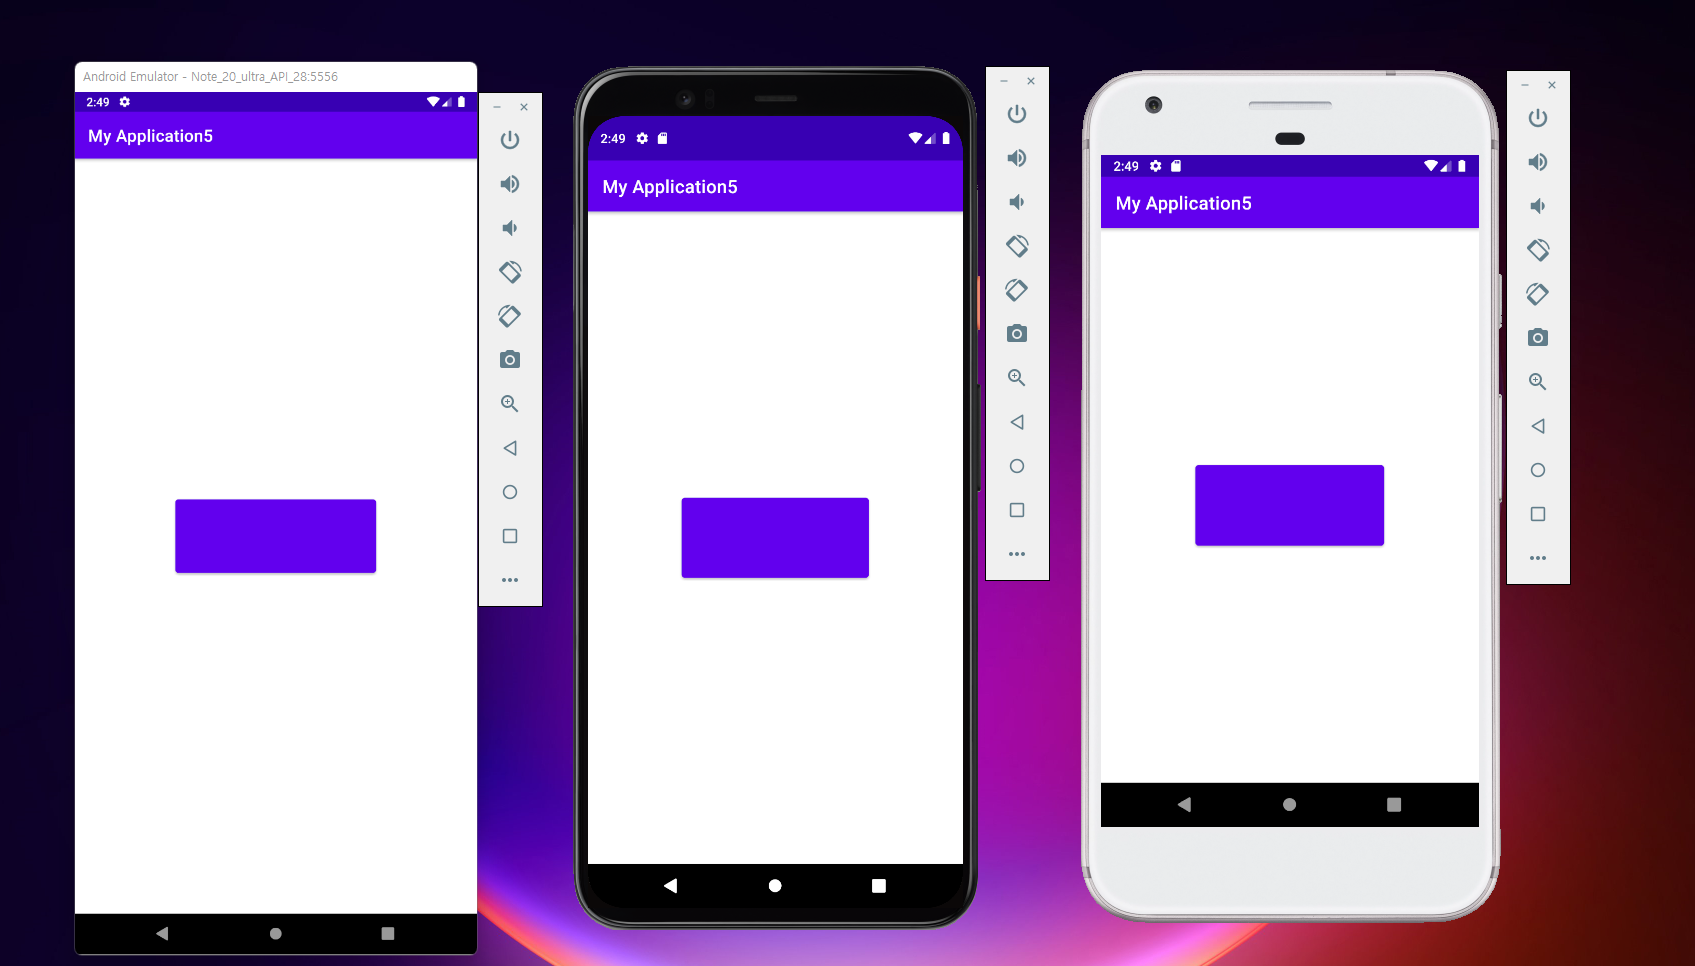 Android Emulator - Note_20_ultra_API_28:5556
2:49
My Application5
2:49
My Application5
2:49
My Application5